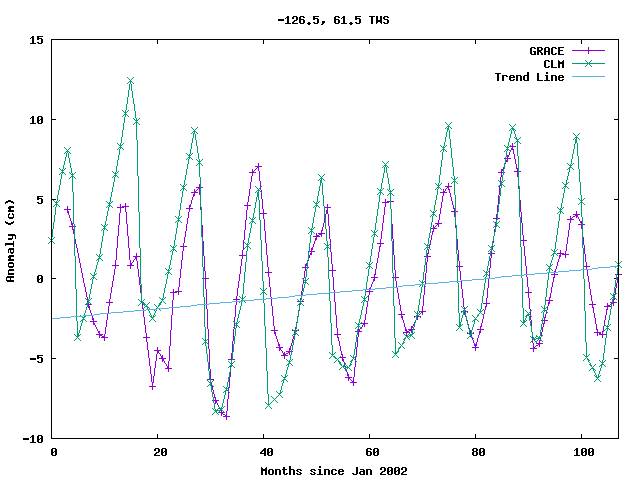 -126.5, 61.5 TWS
GRACE
CLM
Trend Line
15
10
5
0
-5
-10
Anomaly (cm)
0 20 40 60 80 100
Months since Jan 2002